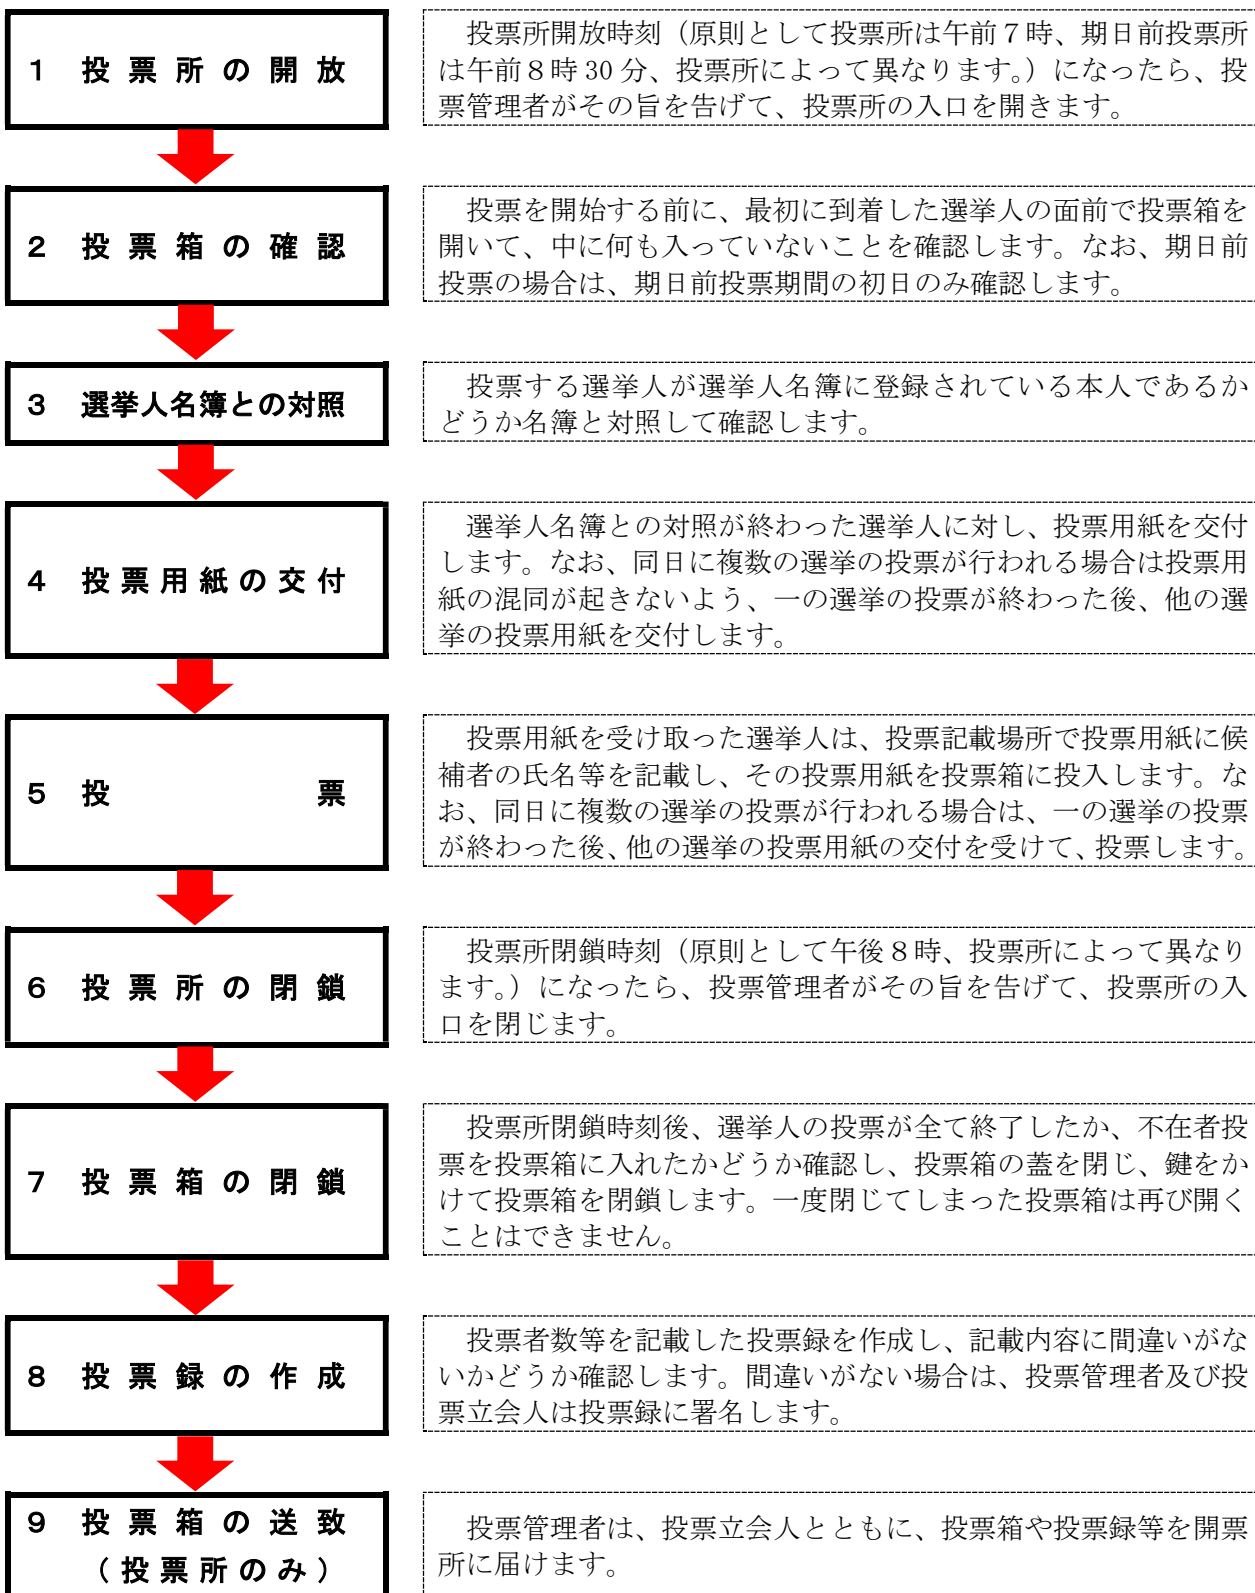 1 投票所の開放
投票所開放時刻（原則として投票所は午前７時、期日前投票所
は午前８時 30 分、投票所によって異なります。）になったら、投
票管理者がその旨を告げて、投票所の入口を開きます。
2 投票箱の確認
投票を開始する前に、最初に到着した選挙人の面前で投票箱を
開いて、中に何も入っていないことを確認します。なお、期日前
投票の場合は、期日前投票期間の初日のみ確認します。
3 選挙人名簿との対照
投票する選挙人が選挙人名簿に登録されている本人であるか
どうか名簿と対照して確認します。
4 投票用紙の交付
選挙人名簿との対照が終わった選挙人に対し、投票用紙を交付
します。なお、同日に複数の選挙の投票が行われる場合は投票用
紙の混同が起きないよう、一の選挙の投票が終わった後、他の選
挙の投票用紙を交付します。
5 投票
投票用紙を受け取った選挙人は、投票記載場所で投票用紙に候
補者の氏名等を記載し、その投票用紙を投票箱に投入します。な
お、同日に複数の選挙の投票が行われる場合は、一の選挙の投票
が終わった後、他の選挙の投票用紙の交付を受けて、投票します。
6 投票所の閉鎖
投票所閉鎖時刻（原則として午後８時、投票所によって異なり
ます。）になったら、投票管理者がその旨を告げて、投票所の入
口を閉じます。
7 投票箱の閉鎖
投票所閉鎖時刻後、選挙人の投票が全て終了したか、不在者投
票を投票箱に入れたかどうか確認し、投票箱の蓋を閉じ、鍵をか
けて投票箱を閉鎖します。一度閉じてしまった投票箱は再び開く
ことはできません。
8 投票録の作成
投票者数等を記載した投票録を作成し、記載内容に間違いがな
いかどうか確認します。間違いがない場合は、投票管理者及び投
票立会人は投票録に署名します。
9 投票箱の送致
（投票所のみ）
投票管理者は、投票立会人とともに、投票箱や投票録等を開票
所に届けます。